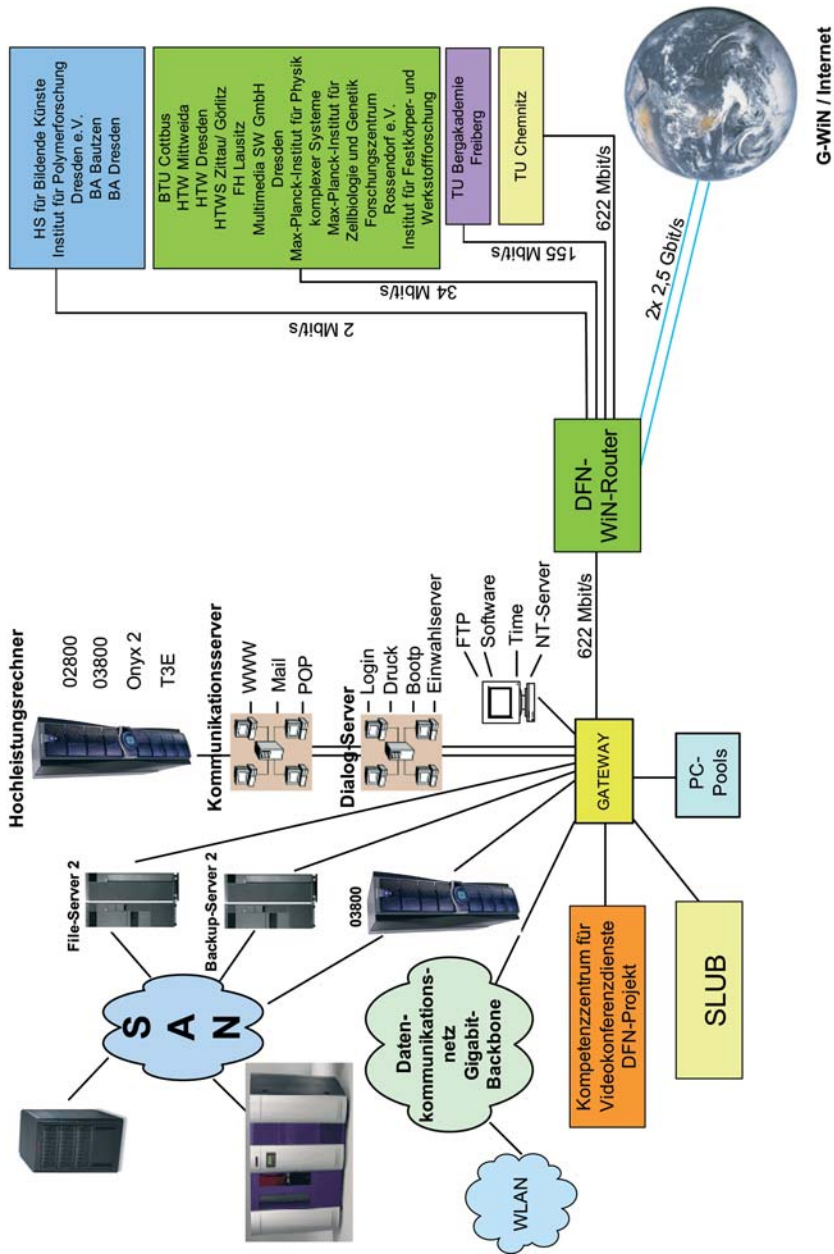 Hochleistungsrechner
02800
03800
Onyx 2
T3E
File-Server 2
Backup-Server 2
03800
S
A
N
Kommunikationsserver
WWW
Mail
POP
Dialog-Server
Login
Druck
Bootp
Einwahlserver
FTP
Software
Time
NT-Server
Daten-
kommunikations-
netz
Gigabit-
Backbone
WLAN
GATEWAY
622 Mbit/s
Kompetenzzentrum für
Videokonferenzdienste
DFN-Projekt
SLUB
PC-
Pools
DFN-
WiN-Router
HS für Bildende Künste
Institut für Polymerforschung
Dresden e.V.
BA Bautzen
BA Dresden
BTU Cottbus
HTW Mittweida
HTW Dresden
HTWS Zittau/ Görlitz
FH Lausitz
Multimedia SW GmbH
Dresden
Max-Planck-Institut für Physik
komplexer Systeme
Max-Planck-Institut für
Zellbiologie und Genetik
Forschungszentrum
Rossendorf e.V.
Institut für Festkörper- und
Werkstoffforschung
TU Bergakademie
Freiberg
TU Chemnitz
2 Mbit/s
34 Mbit/s
155 Mbit/s
622 Mbit/s
2x 2,5 Gbit/s
G-WiN / Internet